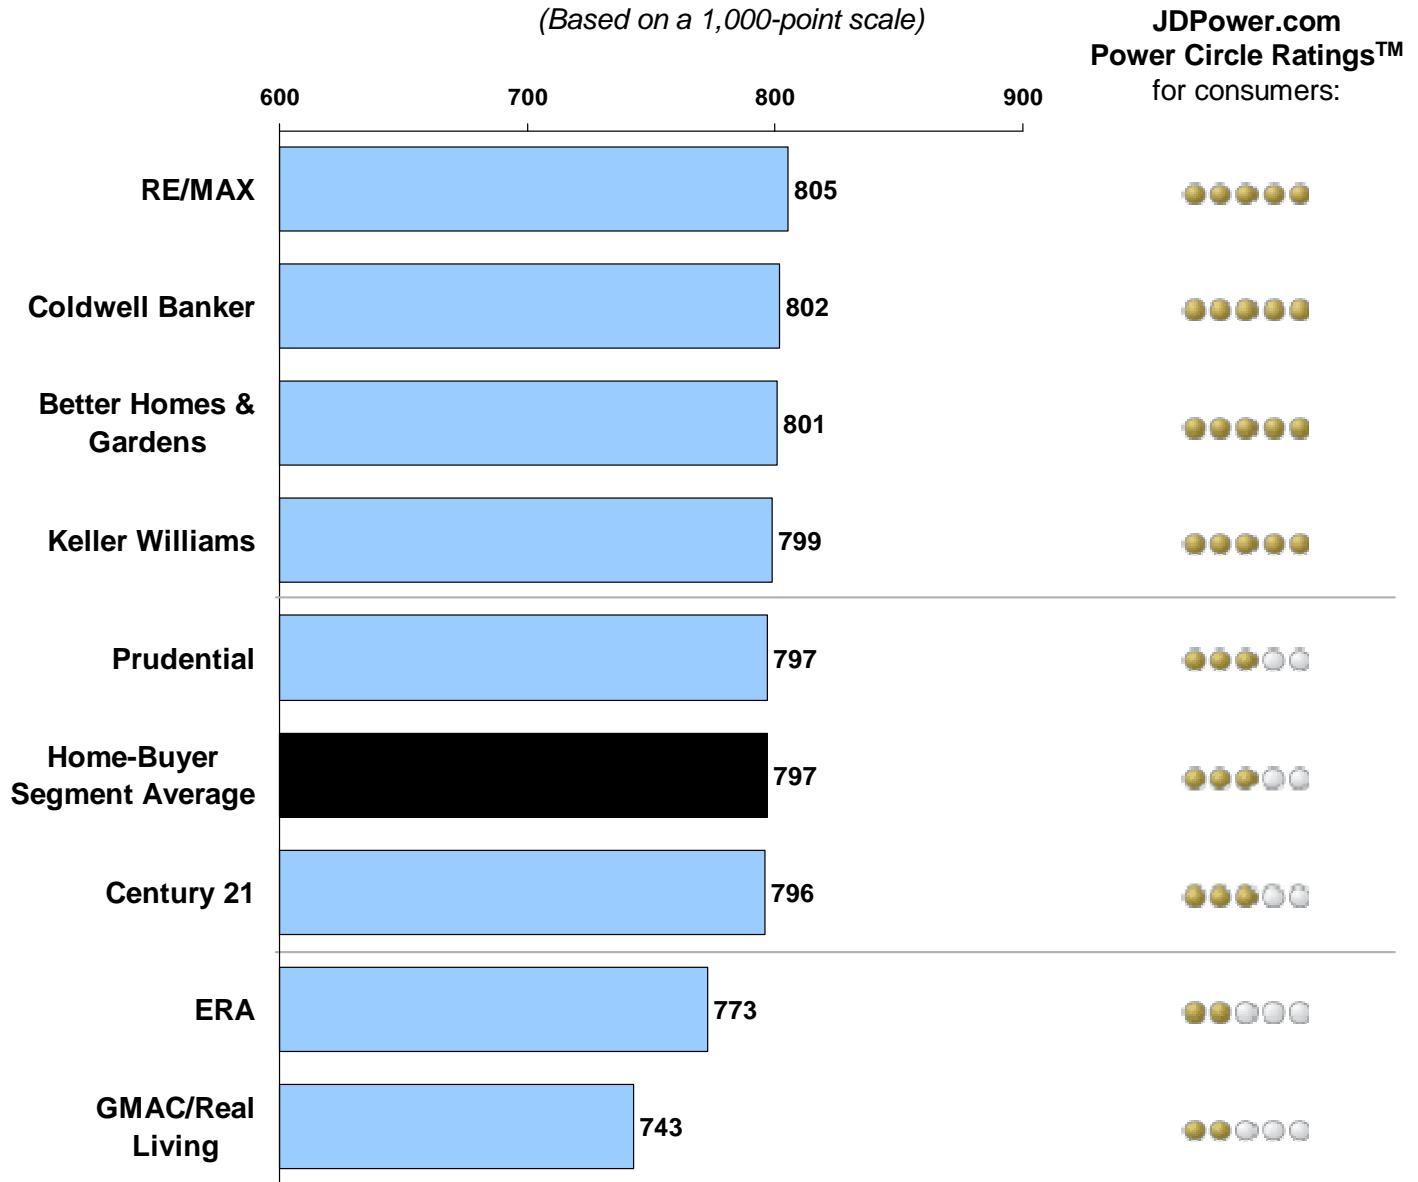 (Based on a 1,000-point scale)
JDPower.com
Power Circle Ratings™
for consumers:
600 700 800 900
RE/MAX 805
Coldwell Banker 802
Better Homes &
Gardens 801
Keller Williams 799
Prudential 797
Home-Buyer
Segment Average 797
Century 21 796
ERA 773
GMAC/Real
Living 743